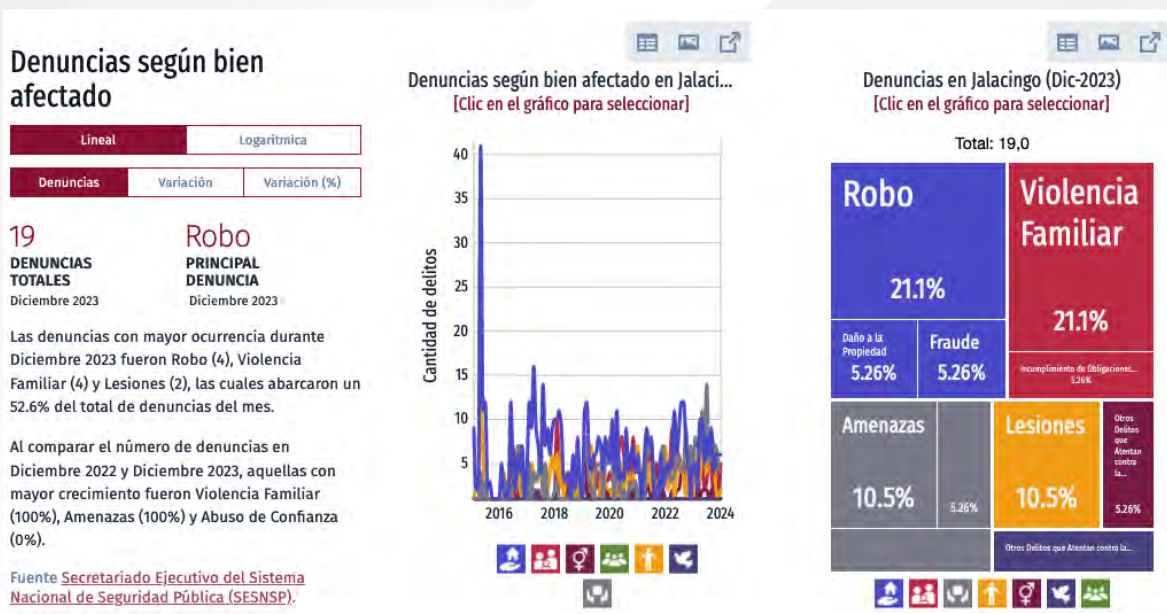 Denuncias según bien
afectado
Lineal
Logarítmica
Denuncias
Variación
Variación (%)
19
DENUNCIAS
TOTALES
Diciembre 2023
Robo
PRINCIPAL
DENUNCIA
Diciembre 2023
Las denuncias con mayor ocurrencia durante
Diciembre 2023 fueron Robo (4), Violencia
Familiar (4) y Lesiones (2), las cuales abarcaron un
52.6% del total de denuncias del mes.
Al comparar el número de denuncias en
Diciembre 2022 y Diciembre 2023, aquellas con
mayor crecimiento fueron Violencia Familiar
(100%), Amenazas (100%) y Abuso de Confianza
(0%).
Fuente Secretariado Ejecutivo del Sistema
Nacional de Seguridad Pública (SESNSP).
Denuncias según bien afectado en Jalaci...
[Clic en el gráfico para seleccionar]
Cantidad de delitos
40
35
30
25
20
15
10
5
2016
2018
2020
2022
2024
Denuncias en Jalacingo (Dic-2023)
[Clic en el gráfico para seleccionar]
Total: 19,0
Robo
21.1%
Violencia
Familiar
21.1%
Daño a la
Propiedad
5.26%
Fraude
5.26%
Incumplimiento de Obligaciones...
5.26%
Amenazas
10.5%
5.26%
Lesiones
10.5%
Otros
Delitos
que
Atentan
contra
la...
5.26%
Otros Delitos que Atentan contra la...